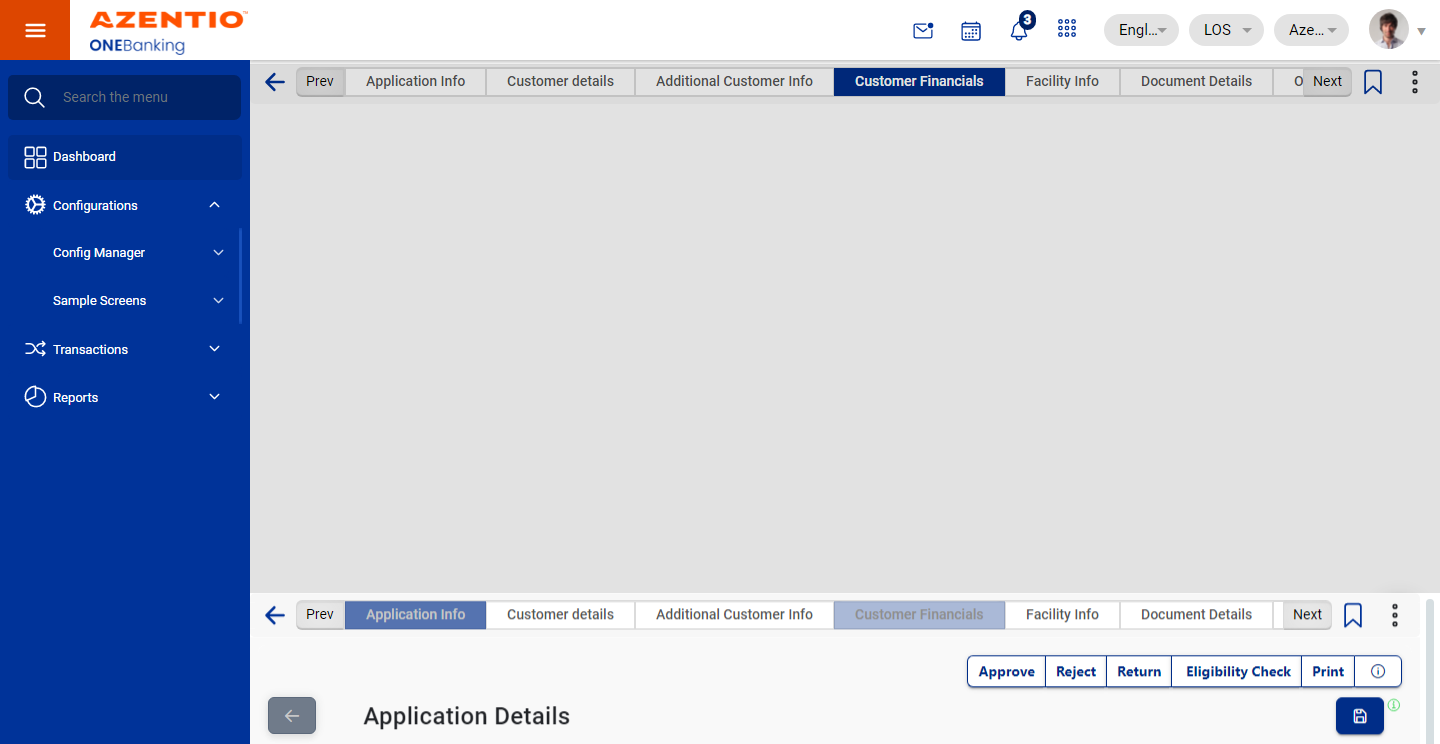 AZENTIO™
ONEBanking
3
Engl...
LOS
Aze...
Search the menu
Dashboard
Configurations
Config Manager
Sample Screens
Transactions
Reports
Prev Application Info Customer details Additional Customer Info Customer Financials Facility Info Document Details O Next
Prev Application Info Customer details Additional Customer Info Customer Financials Facility Info Document Details Next
Approve Reject Return Eligibility Check Print
Application Details